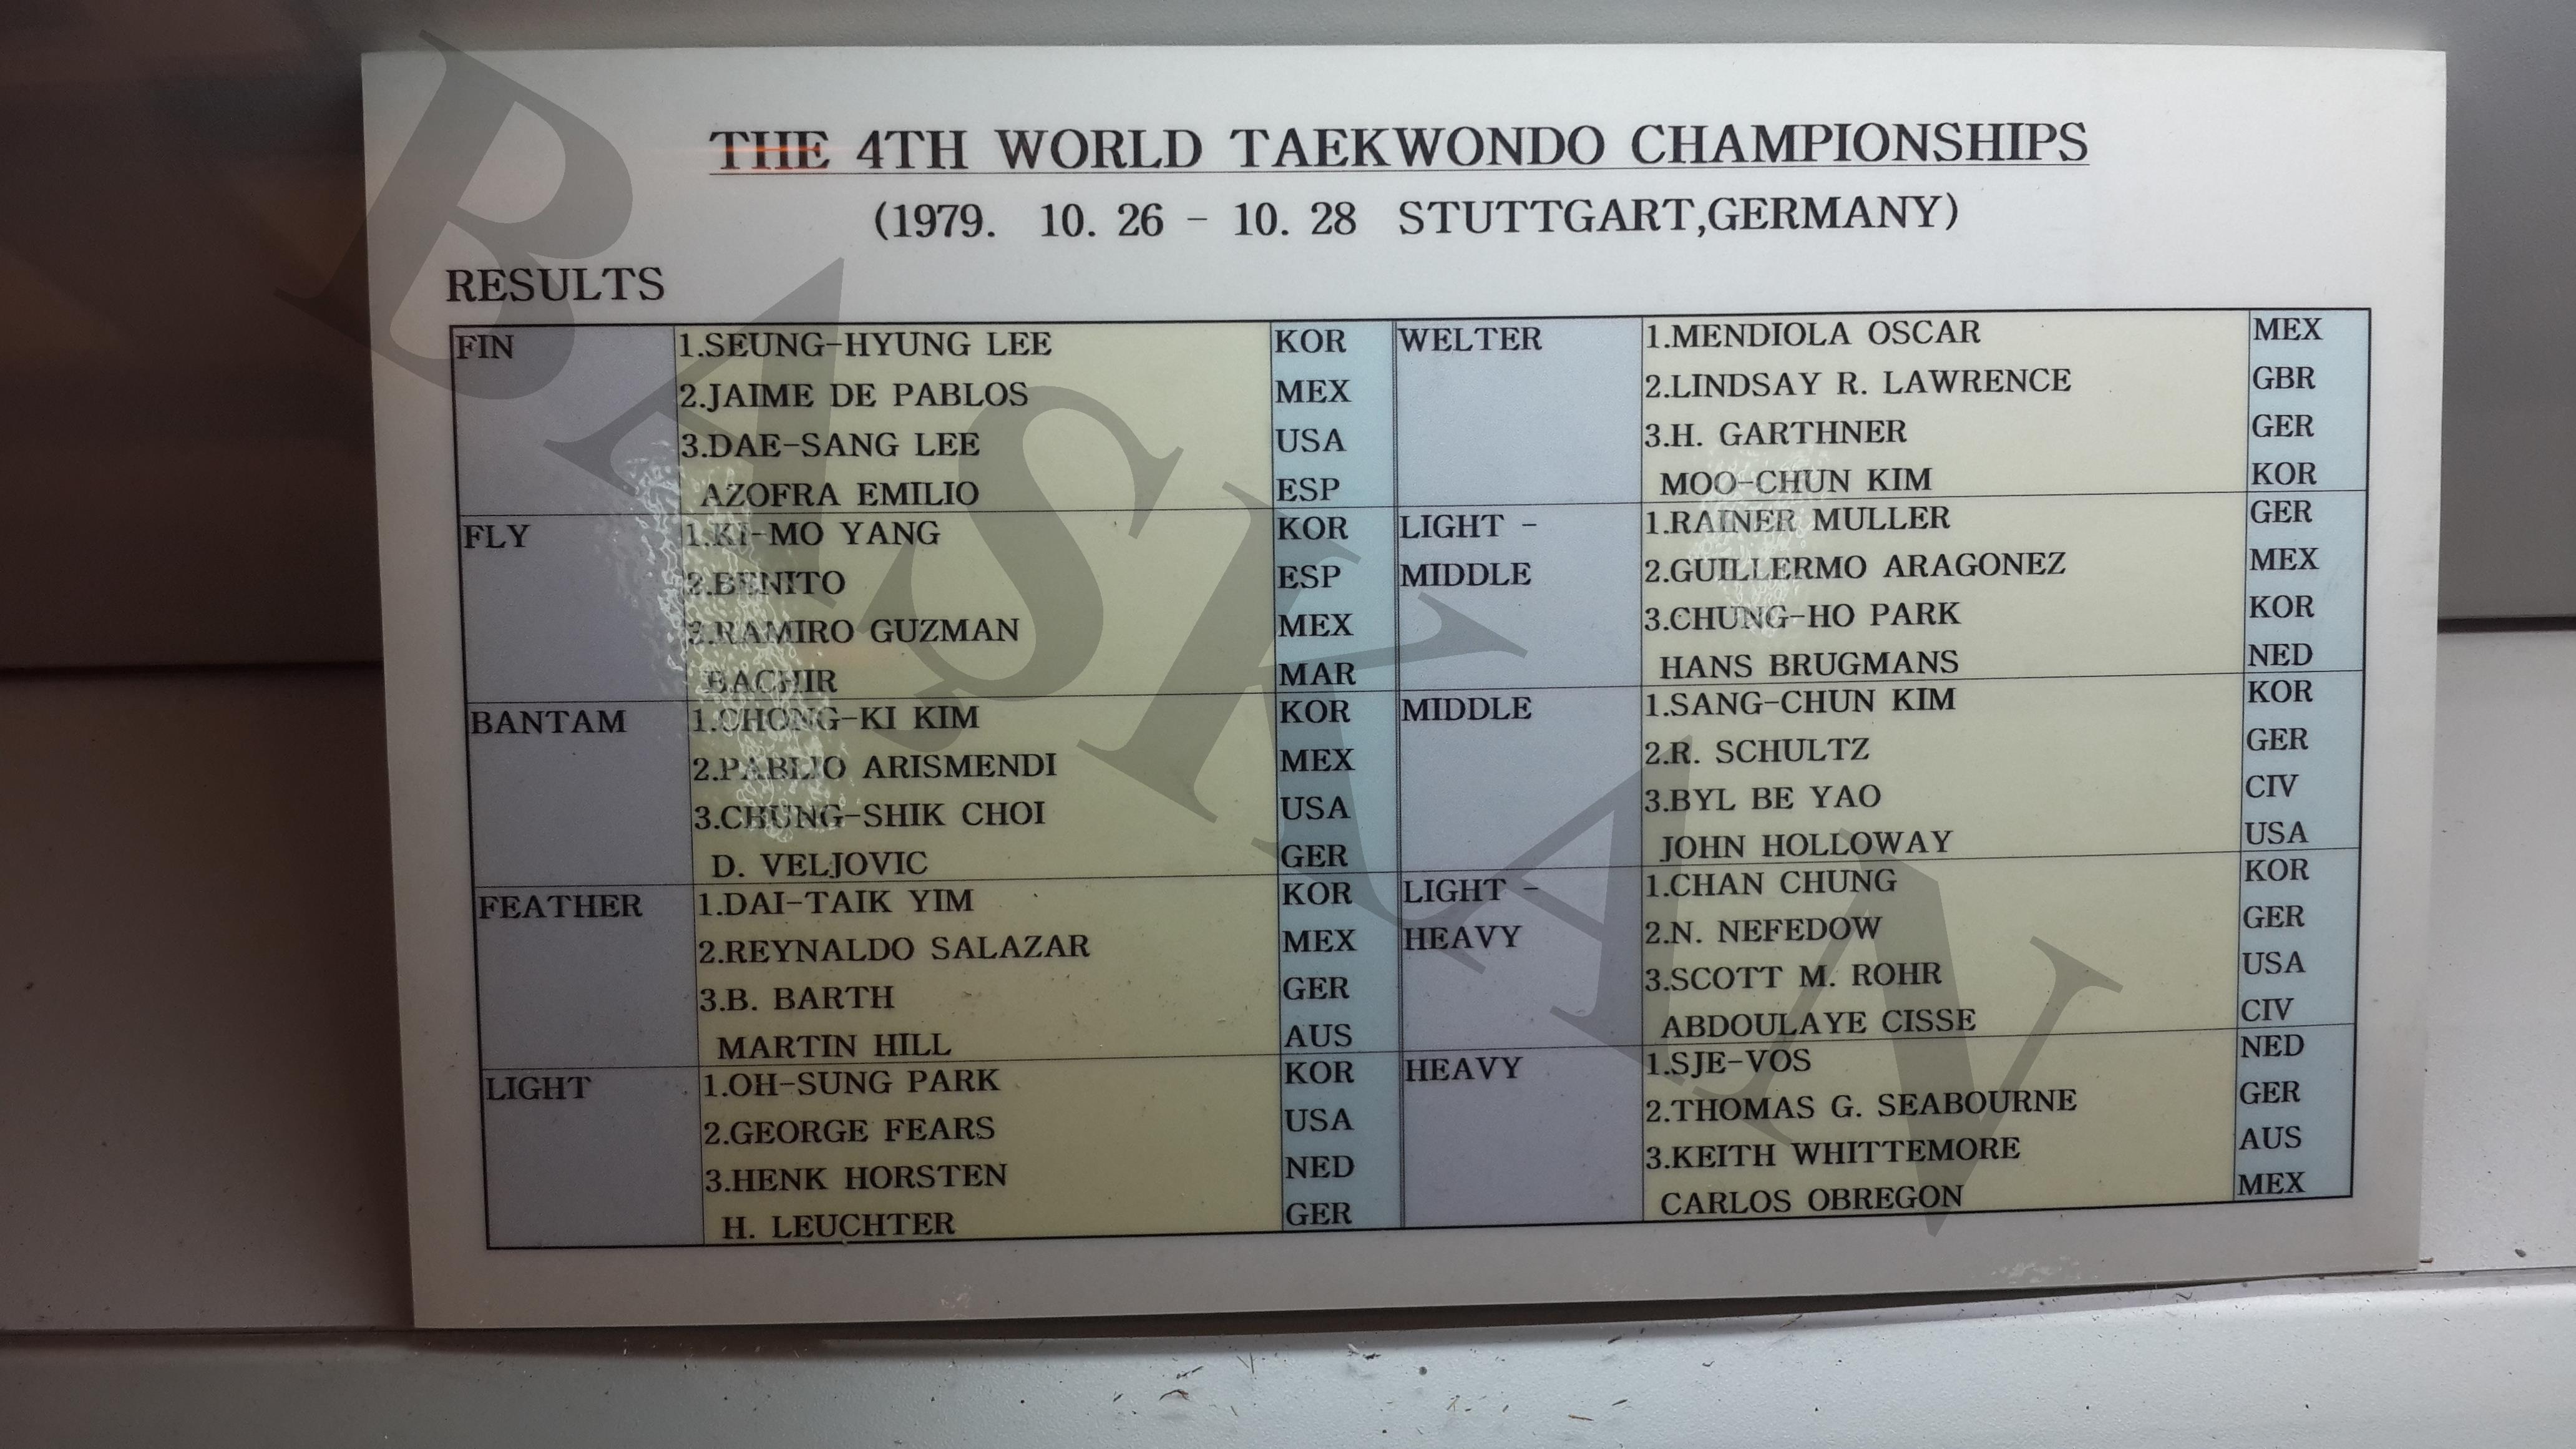 THE 4TH WORLD TAEKWONDO CHAMPIONSHIPS
(1979. 10. 26 - 10. 28 STUTTGART,GERMANY)
RESULTS
FIN
1.SEUNG-HYUNG LEE KOR
2.JAIME DE PABLOS MEX
3.DAE-SANG LEE USA
AZOFRA EMILIO ESP
FLY
1.KI-MO YANG KOR
2.BENITO ESP
3.RAMIRO GUZMAN MEX
BACHIR MAR
BANTAM
1.CHONG-KI KIM KOR
2.PABLIO ARISMENDI MEX
3.CHUNG-SHIK CHOI USA
D. VELJOVIC GER
FEATHER
1.DAI-TAIK YIM KOR
2.REYNALDO SALAZAR MEX
3.B. BARTH GER
MARTIN HILL AUS
LIGHT
1.OH-SUNG PARK KOR
2.GEORGE FEARS USA
3.HENK HORSTEN NED
H. LEUCHTER GER
WELTER
1.MENDIOLA OSCAR MEX
2.LINDSAY R. LAWRENCE GBR
3.H. GARTHNER GER
MOO-CHUN KIM KOR
LIGHT -
MIDDLE
1.RAINER MULLER GER
2.GUILLERMO ARAGONEZ MEX
3.CHUNG-HO PARK KOR
HANS BRUGMANS NED
MIDDLE
1.SANG-CHUN KIM KOR
2.R. SCHULTZ GER
3.BYL BE YAO CIV
JOHN HOLLOWAY USA
LIGHT -
HEAVY
1.CHAN CHUNG KOR
2.N. NEFEDOW GER
3.SCOTT M. ROHR USA
ABDOULAYE CISSE CIV
HEAVY
1.SJE-VOS NED
2.THOMAS G. SEABOURNE GER
3.KEITH WHITTEMORE AUS
CARLOS OBREGON MEX
BASKAN